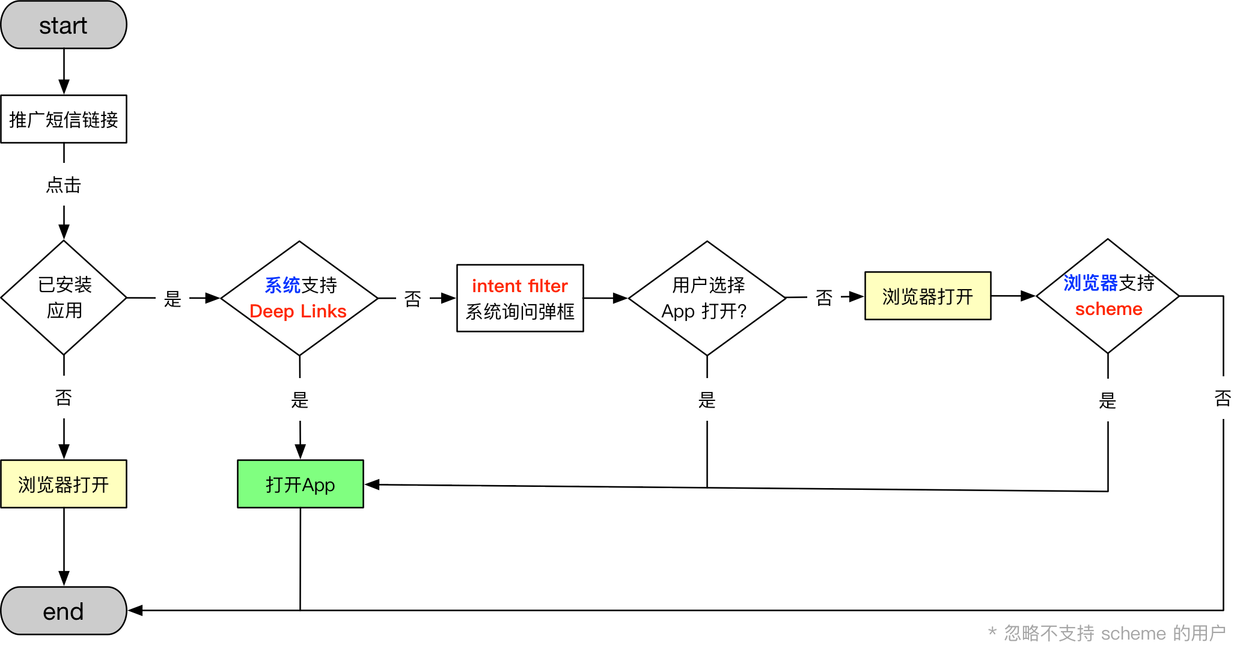 start
推广短信链接
点击
已安装
应用
是
系统支持
Deep Links
否
intent filter
系统询问弹框
用户选择
App 打开？
否
浏览器打开
浏览器支持
scheme
否
是
是
是
否
浏览器打开
打开App
end
* 忽略不支持 scheme 的用户